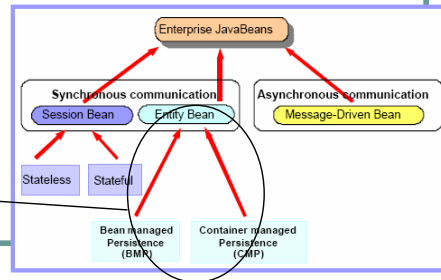 Enterprise JavaBeans
Synchronous communication
Asynchronous communication
Session Bean
Entity Bean
Message-Driven Bean
Stateless
Stateful
Bean managed
Persistence
(BMP)
Container managed
Persistence
(CMP)